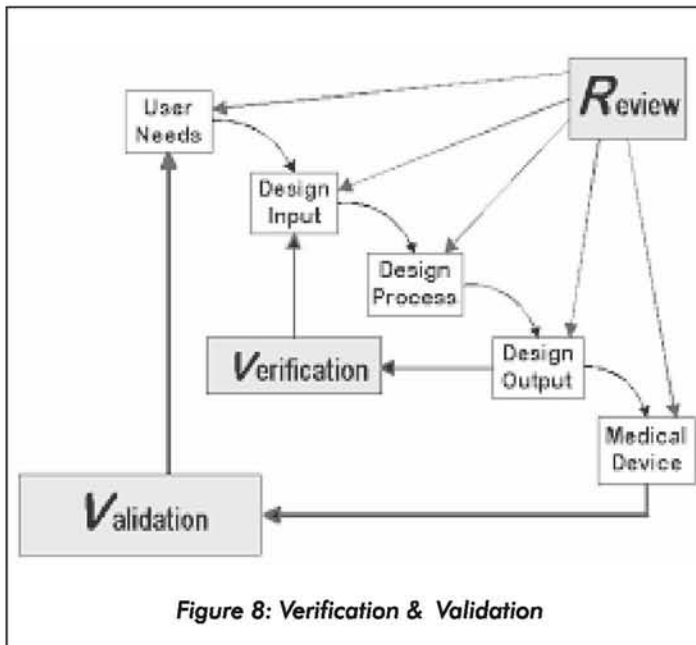 User
Needs
Review
Design
Input
Design
Process
Verification
Design
Output
Medical
Device
Validation
Figure 8: Verification & Validation